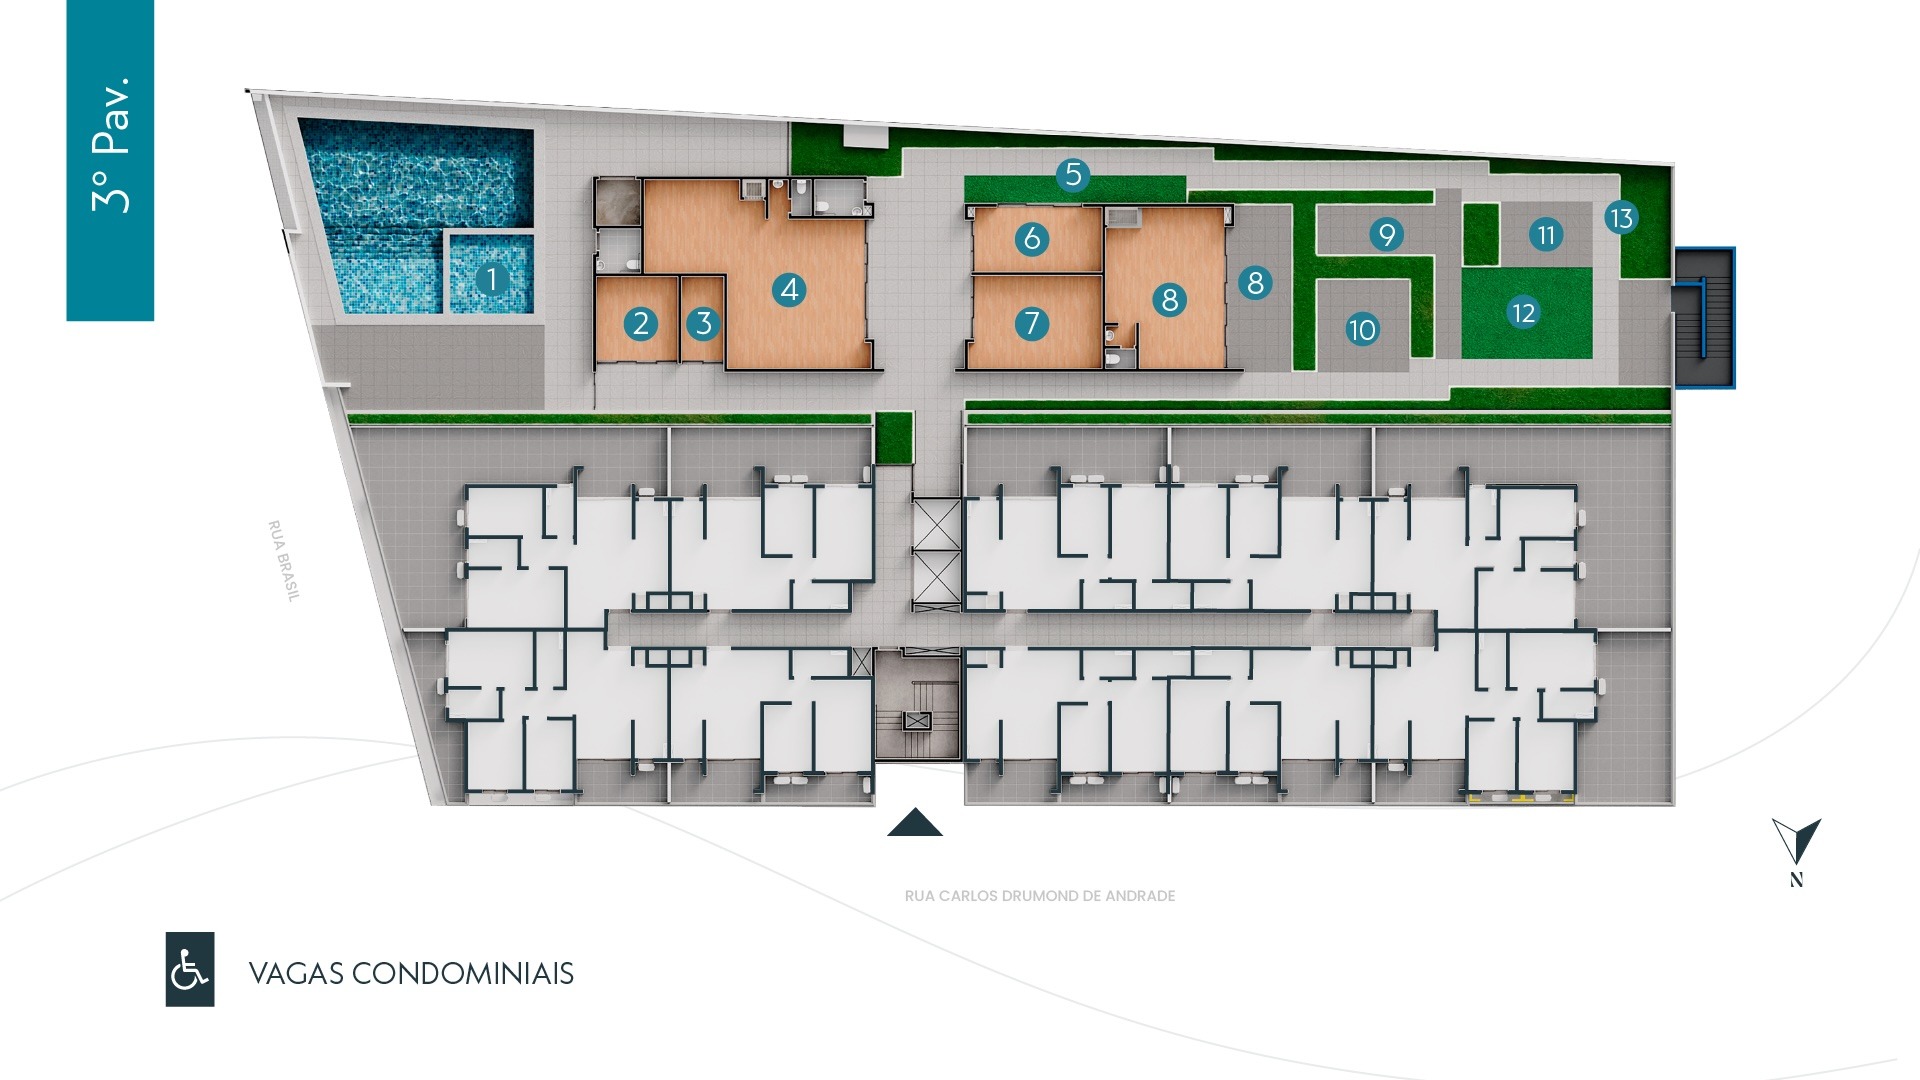 3° Pav.
5
13
9
11
6
1
8
4
8
12
2
3
7
10
RUA BRASIL
N
RUA CARLOS DRUMOND DE ANDRADE
VAGAS CONDOMINIAIS